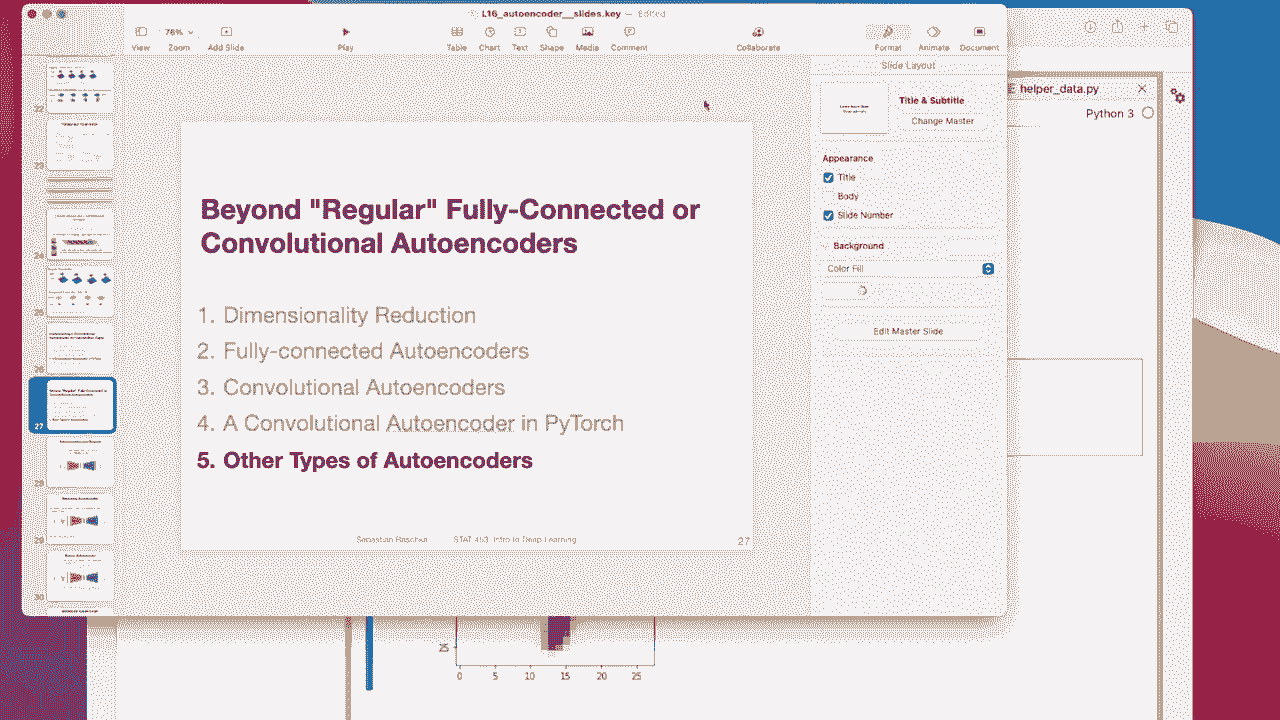 L16_autoencoder__slides.key — Edited
76%
View
Zoom
Add Slide
Play
Table
Chart
Text
Shape
Media
Comment
Collaborate
Format
Animate
Document
Slide Layout
Title & Subtitle
Change Master
Appearance
Title
Body
Slide Number
Background
Color Fill
Edit Master Slide
helper_data.py
Python 3
22
23
24
25
26
27
28
29
30
Beyond "Regular" Fully-Connected or
Convolutional Autoencoders
1. Dimensionality Reduction
2. Fully-connected Autoencoders
3. Convolutional Autoencoders
4. A Convolutional Autoencoder in PyTorch
5. Other Types of Autoencoders
Sebastian Raschka STAT 453: Intro to Deep Learning 27
25
0 5 10 15 20 25